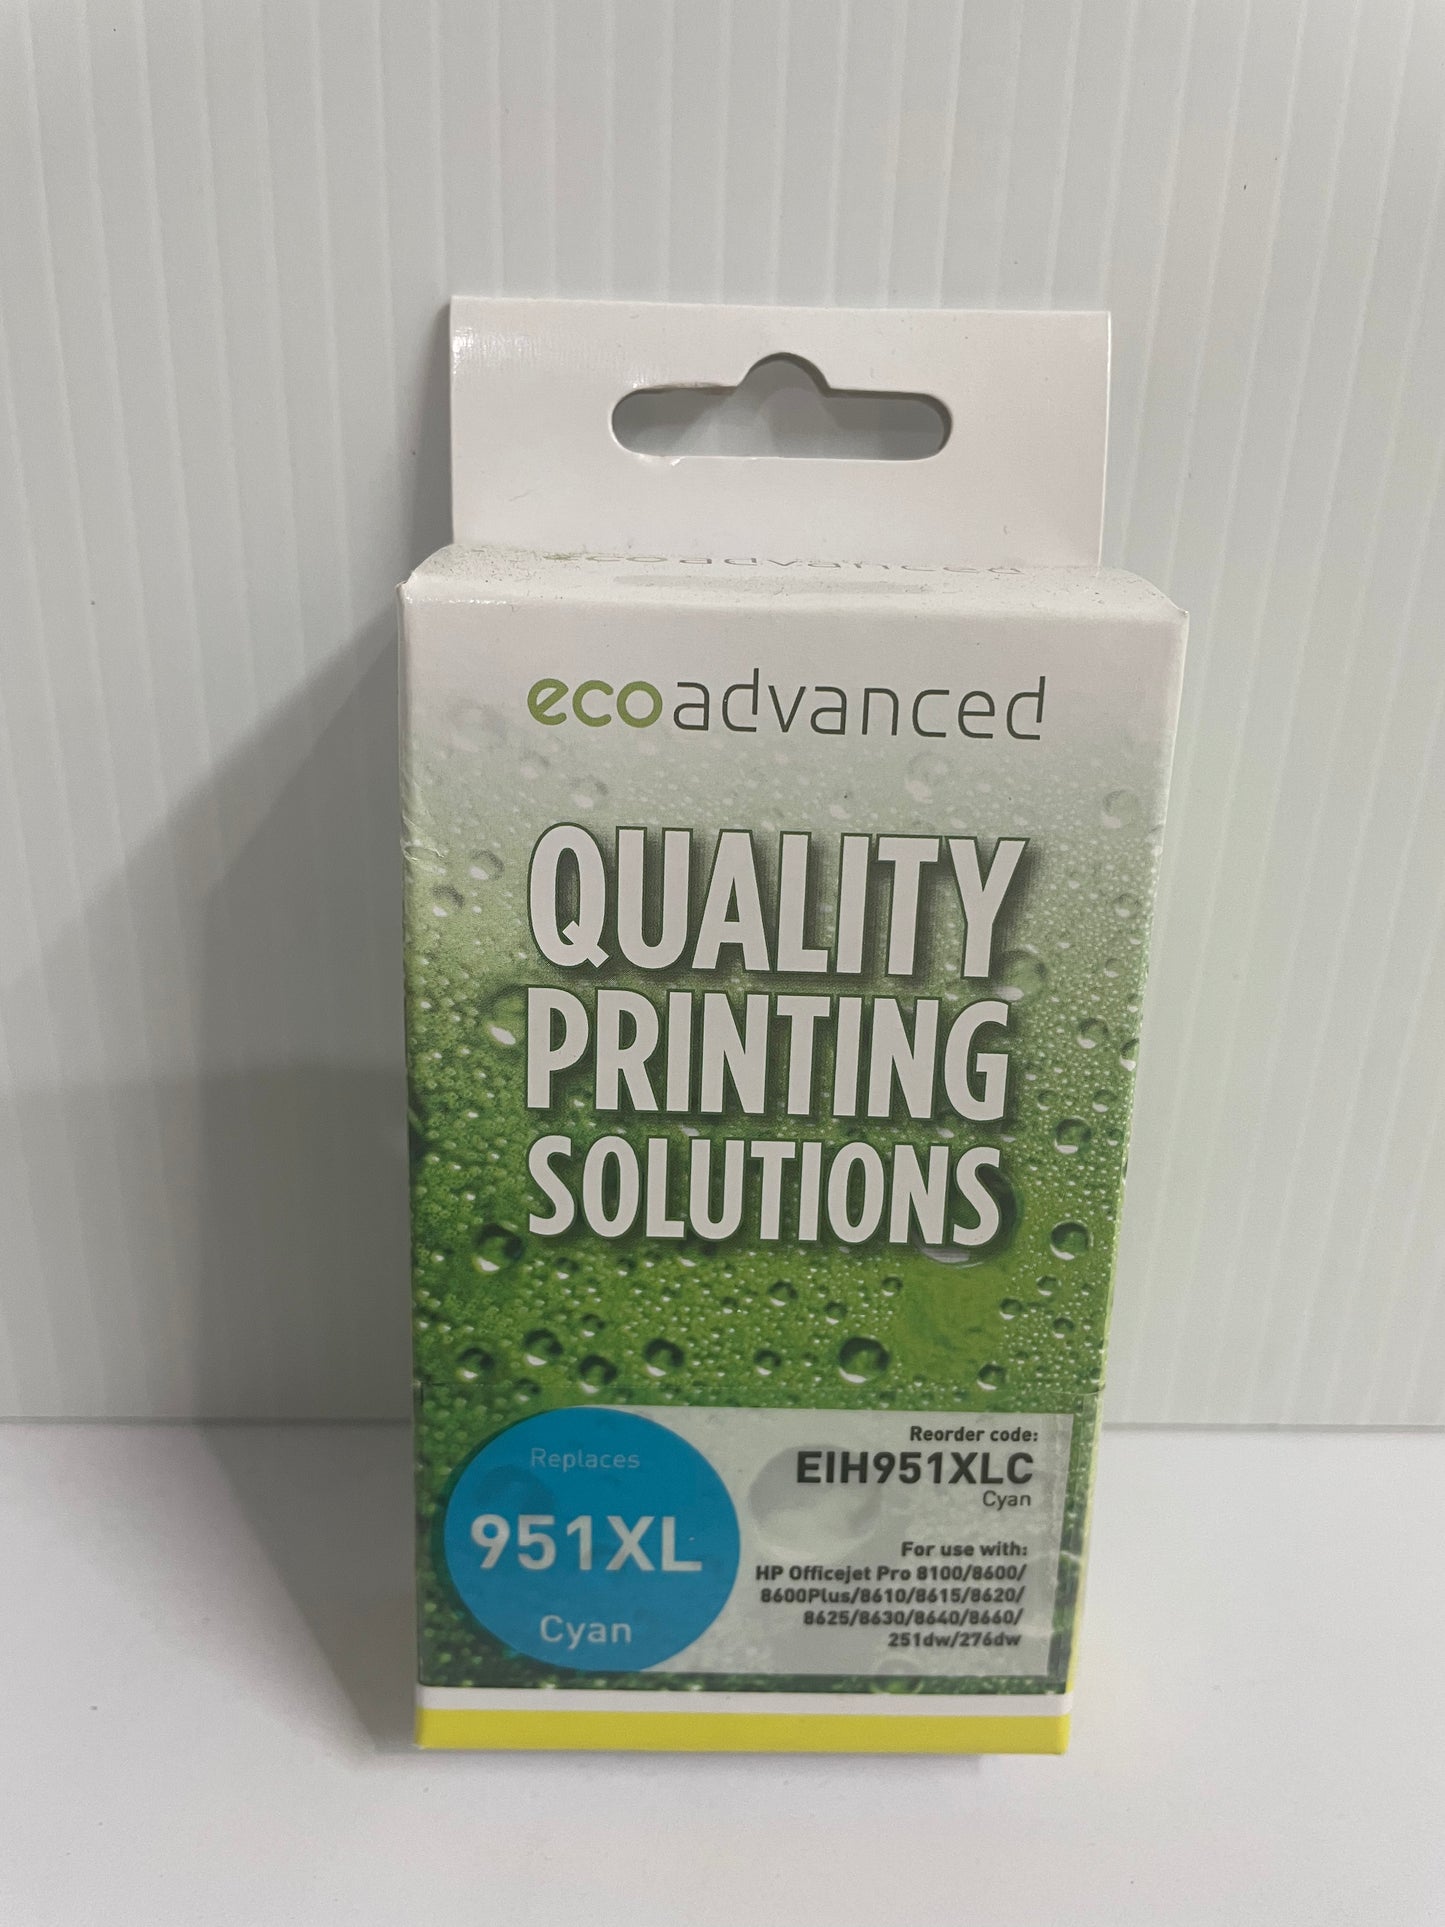 ecoadvanced
ecoadvanced
QUALITY
PRINTING
SOLUTIONS
Replaces
951XL
Cyan
Reorder code:
EIH951XLC
Cyan
For use with:
HP Officejet Pro 8100/8600/
8600Plus/8610/8615/8620/
8625/8630/8640/8660/
251dw/276dw